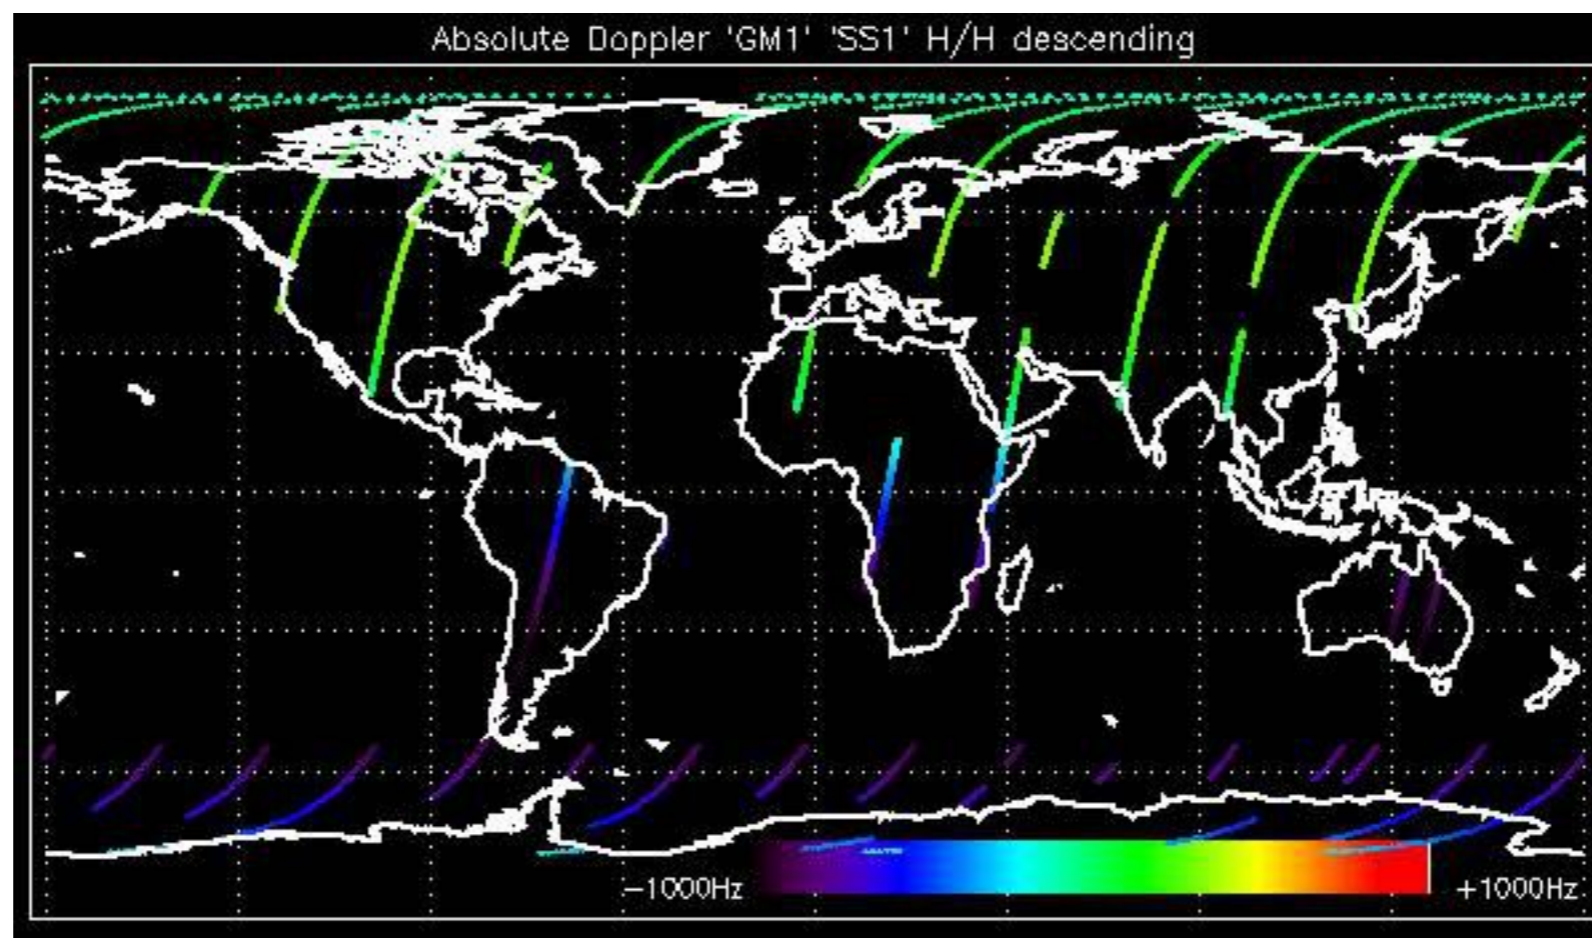 Absolute Doppler 'GM1' 'SS1' H/H descending
-1000Hz +1000Hz